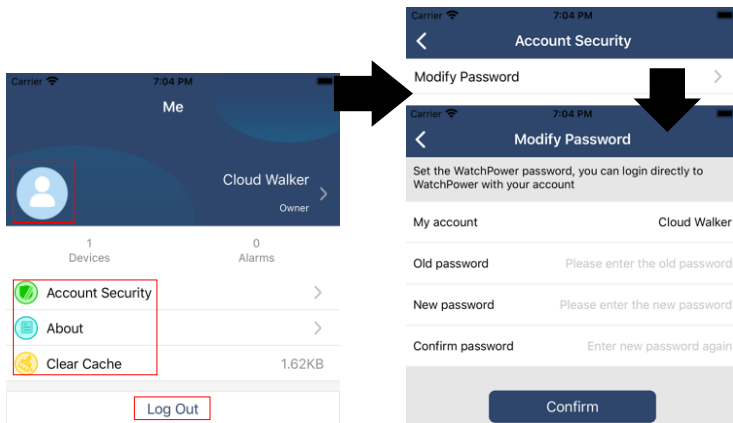 Carrier 7:04 PM
Me
Cloud Walker
Owner
1 0
Devices Alarms
Account Security
About
Clear Cache 1.62KB
Log Out
Carrier 7:04 PM
Account Security
Modify Password
Carrier 7:04 PM
Modify Password
Set the WatchPower password, you can login directly to
WatchPower with your account
My account Cloud Walker
Old password Please enter the old password
New password Please enter the new password
Confirm password Enter new password again
Confirm